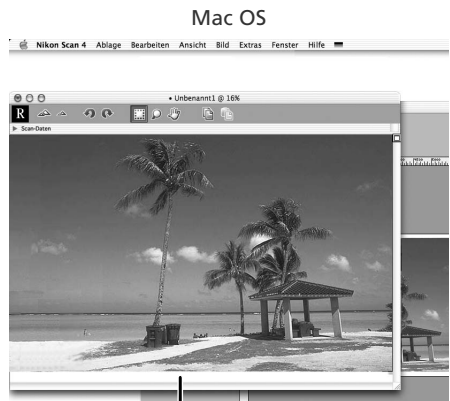 Mac OS
Nikon Scan 4 Ablage Bearbeiten Ansicht Bild Extras Fenster Hilfe
• Unbenannt1 @ 16%
R
Scan-Daten